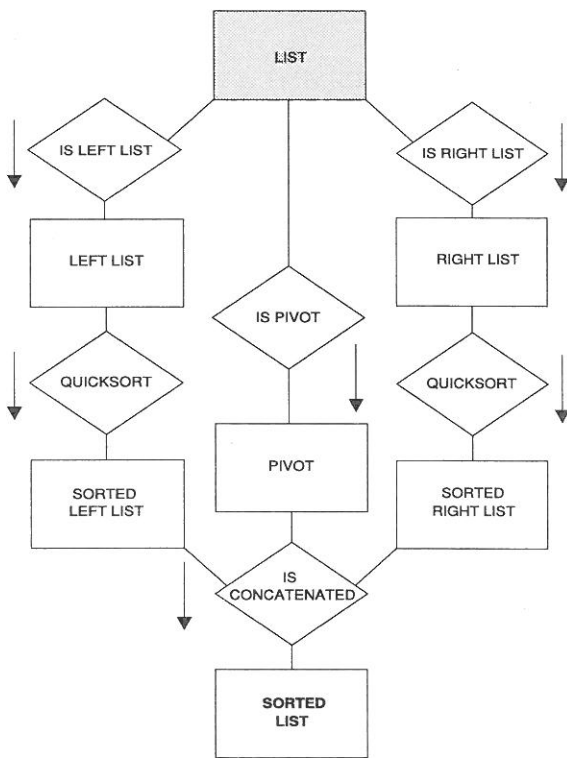 LIST
IS LEFT LIST
IS RIGHT LIST
LEFT LIST
RIGHT LIST
IS PIVOT
QUICKSORT
QUICKSORT
PIVOT
SORTED
LEFT LIST
SORTED
RIGHT LIST
IS
CONCATENATED
SORTED
LIST